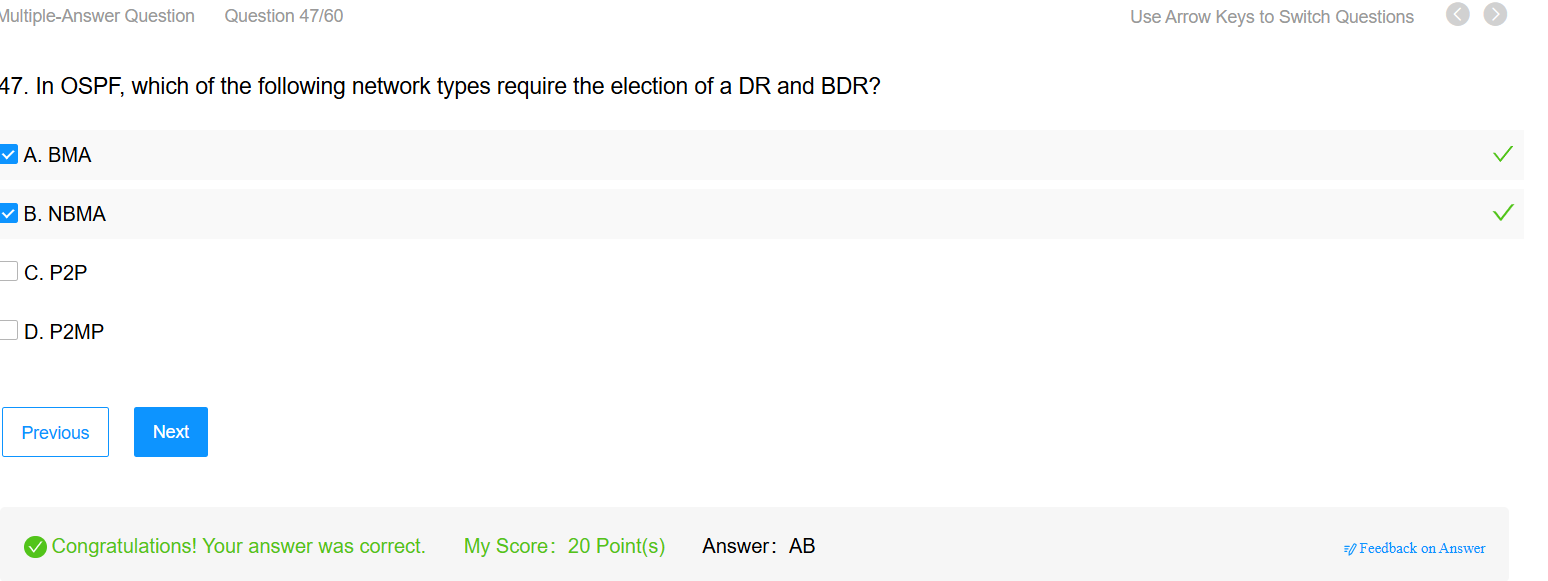 Multiple-Answer Question Question 47/60 Use Arrow Keys to Switch Questions
47. In OSPF, which of the following network types require the election of a DR and BDR?
A. BMA
B. NBMA
C. P2P
D. P2MP
Previous Next
Congratulations! Your answer was correct. My Score: 20 Point(s) Answer: AB Feedback on Answer